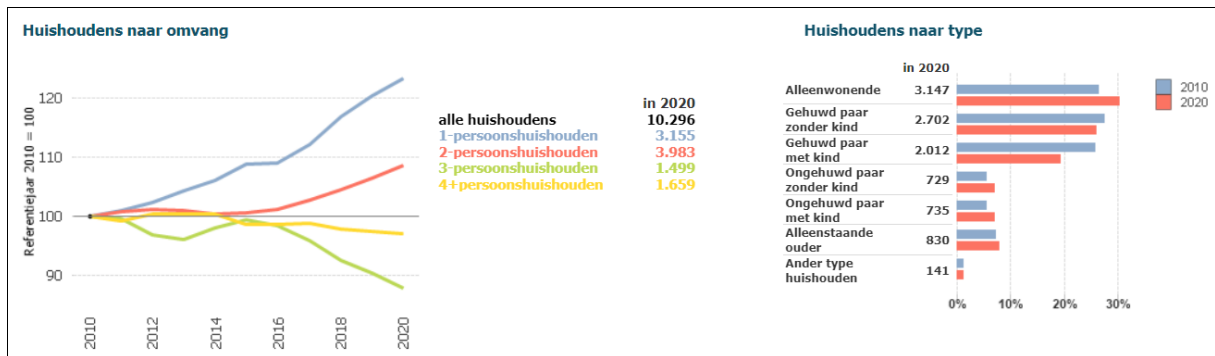 Huishoudens naar omvang
Referentiejaar 2010 = 100
120
110
100
90
2010
2012
2014
2016
2018
2020
in 2020
alle huishoudens 10.296
1-persoonshuishouden 3.155
2-persoonshuishouden 3.983
3-persoonshuishouden 1.499
4+persoonshuishouden 1.659
Huishoudens naar type
in 2020
Alleenwonende 3.147
Gehuwd paar
zonder kind 2.702
Gehuwd paar
met kind 2.012
Ongehuwd paar
zonder kind 729
Ongehuwd paar
met kind 735
Alleenstaande
ouder 830
Ander type
huishouden 141
0% 10% 20% 30%
2010
2020